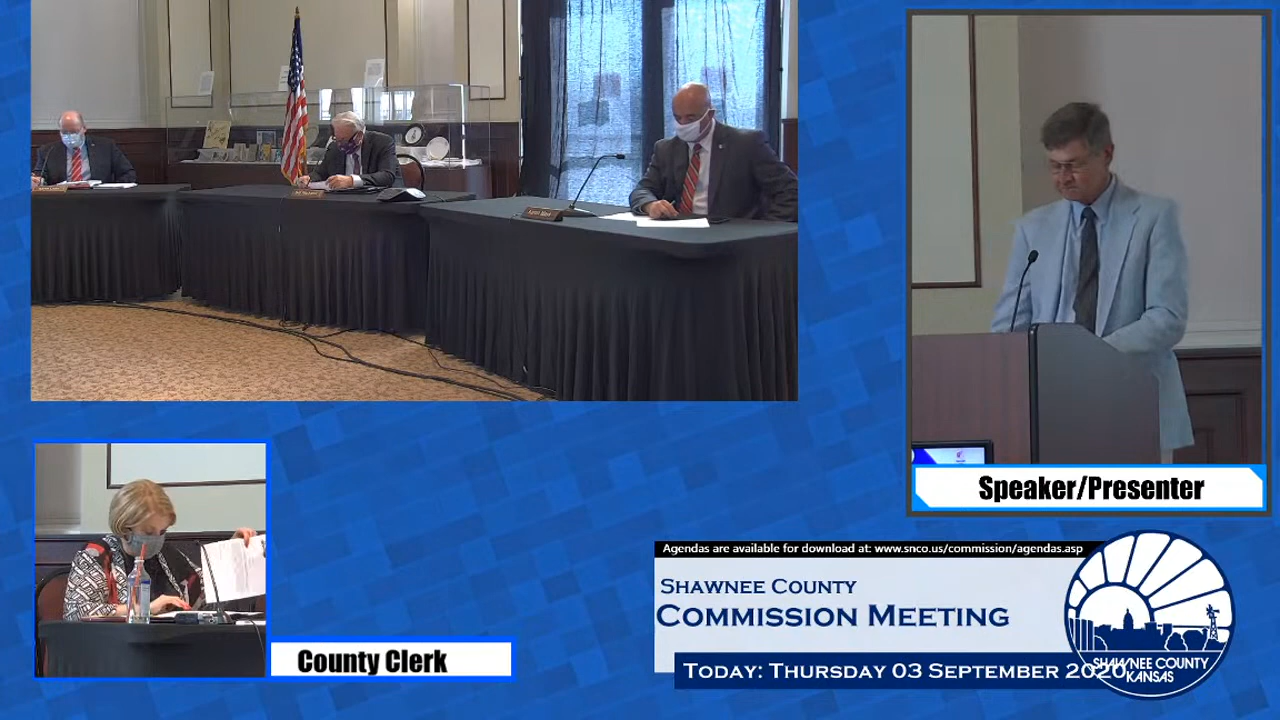 Speaker/Presenter
County Clerk
Agendas are available for download at: www.snco.us/commission/agendas.asp
Shawnee County
Commission Meeting
Today: Thursday 03 September 2020
SHAWNEE COUNTY
KANSAS